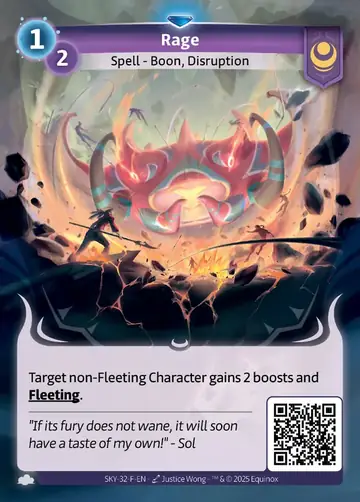 1
2
Rage
Spell - Boon, Disruption
Target non-Fleeting Character gains 2 boosts and
Fleeting.
"If its fury does not wane, it will soon
have a taste of my own!" - Sol
SKY-32-F-EN - Justice Wong - ™ & © 2025 Equinox